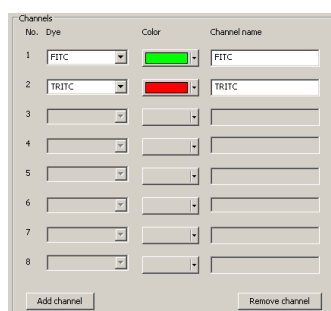 Channels
No. Dye Color Channel name
1 FITC FITC
2 TRITC TRITC
3
4
5
6
7
8
Add channel Remove channel